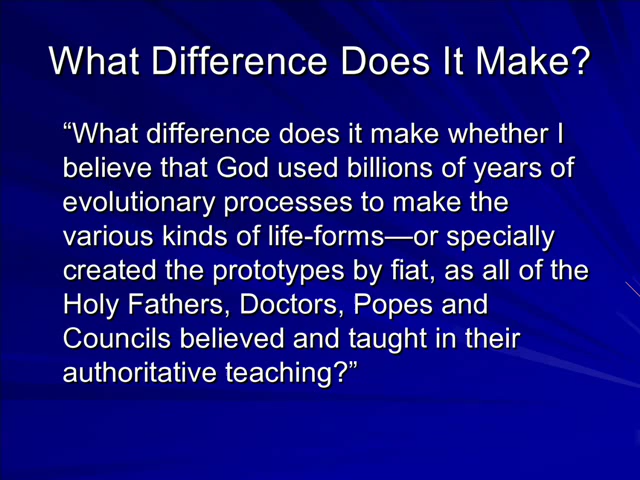 What Difference Does It Make?
“What difference does it make whether I
believe that God used billions of years of
evolutionary processes to make the
various kinds of life-forms—or specially
created the prototypes by fiat, as all of the
Holy Fathers, Doctors, Popes and
Councils believed and taught in their
authoritative teaching?”